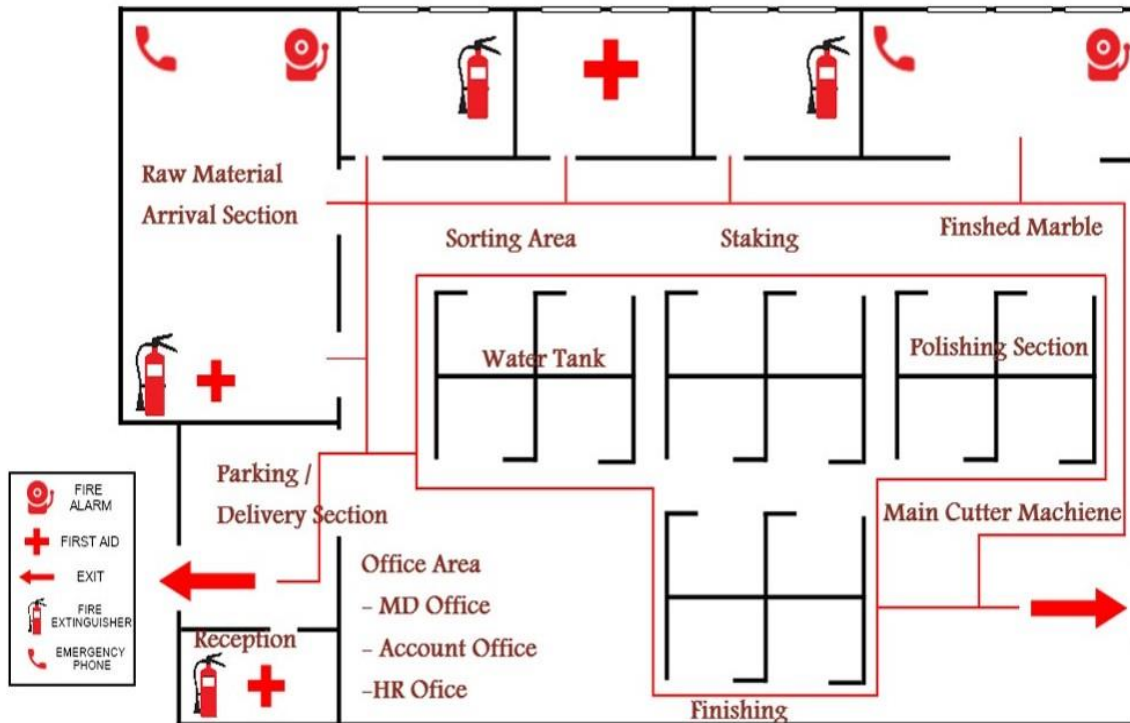 Raw Material
Arrival Section
Sorting Area
Staking
Finshed Marble
Water Tank
Polishing Section
Parking /
Delivery Section
Main Cutter Machiene
Office Area
- MD Office
- Account Office
-HR Ofice
Reception
Finishing
FIRE
ALARM
FIRST AID
EXIT
FIRE
EXTINGUISHER
EMERGENCY
PHONE